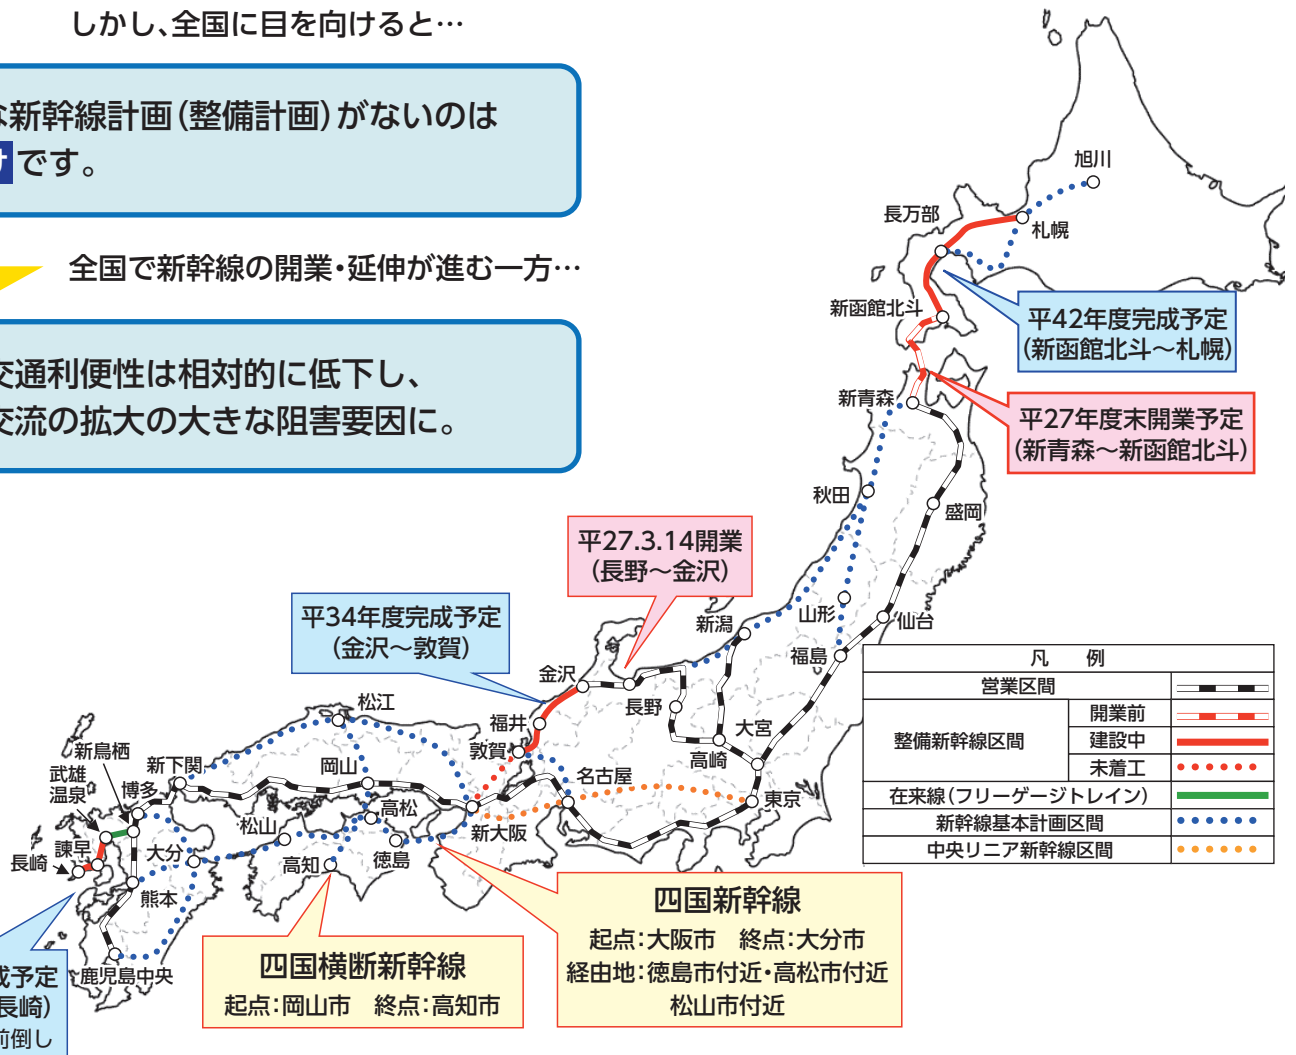 しかし、全国に目を向けると…
な新幹線計画(整備計画)がないのは
です。
全国で新幹線の開業・延伸が進む一方…
交通利便性は相対的に低下し、
交流の拡大の大きな阻害要因に。
旭川
長万部
札幌
新函館北斗
平42年度完成予定
(新函館北斗〜札幌)
新青森
平27年度末開業予定
(新青森〜新函館北斗)
秋田
盛岡
平27.3.14開業
(長野〜金沢)
平34年度完成予定
(金沢〜敦賀)
新潟
山形
仙台
福島
金沢
長野
大宮
福井
敦賀
高崎
松江
新鳥栖
武雄
温泉
博多
新下関
岡山
名古屋
東京
高松
松山
新大阪
諫早
長崎
大分
高知
徳島
熊本
鹿児島中央
凡 例
営業区間
整備新幹線区間
開業前
建設中
未着工
在来線(フリーゲージトレイン)
新幹線基本計画区間
中央リニア新幹線区間
四国新幹線
起点:大阪市 終点:大分市
経由地:徳島市付近・高松市付近
松山市付近
四国横断新幹線
起点:岡山市 終点:高知市
成予定
長崎)
前倒し